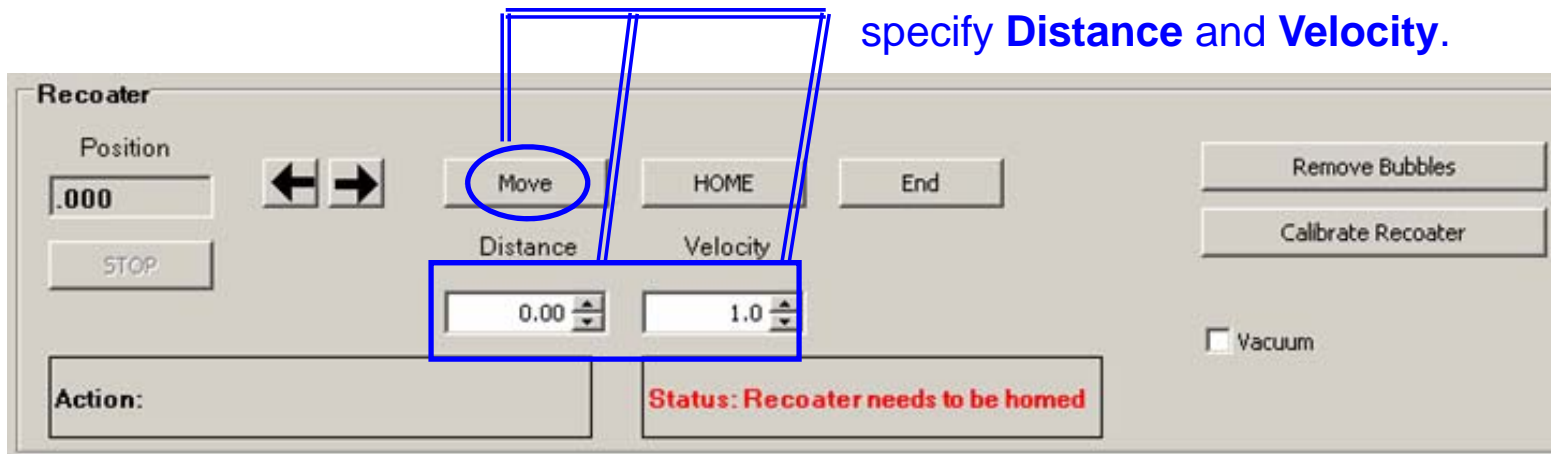 specify Distance and Velocity.
Recoater
Position
.000
Move
HOME
End
Remove Bubbles
STOP
Distance
Velocity
Calibrate Recoater
0.00
1.0
Vacuum
Action:
Status: Recoater needs to be homed